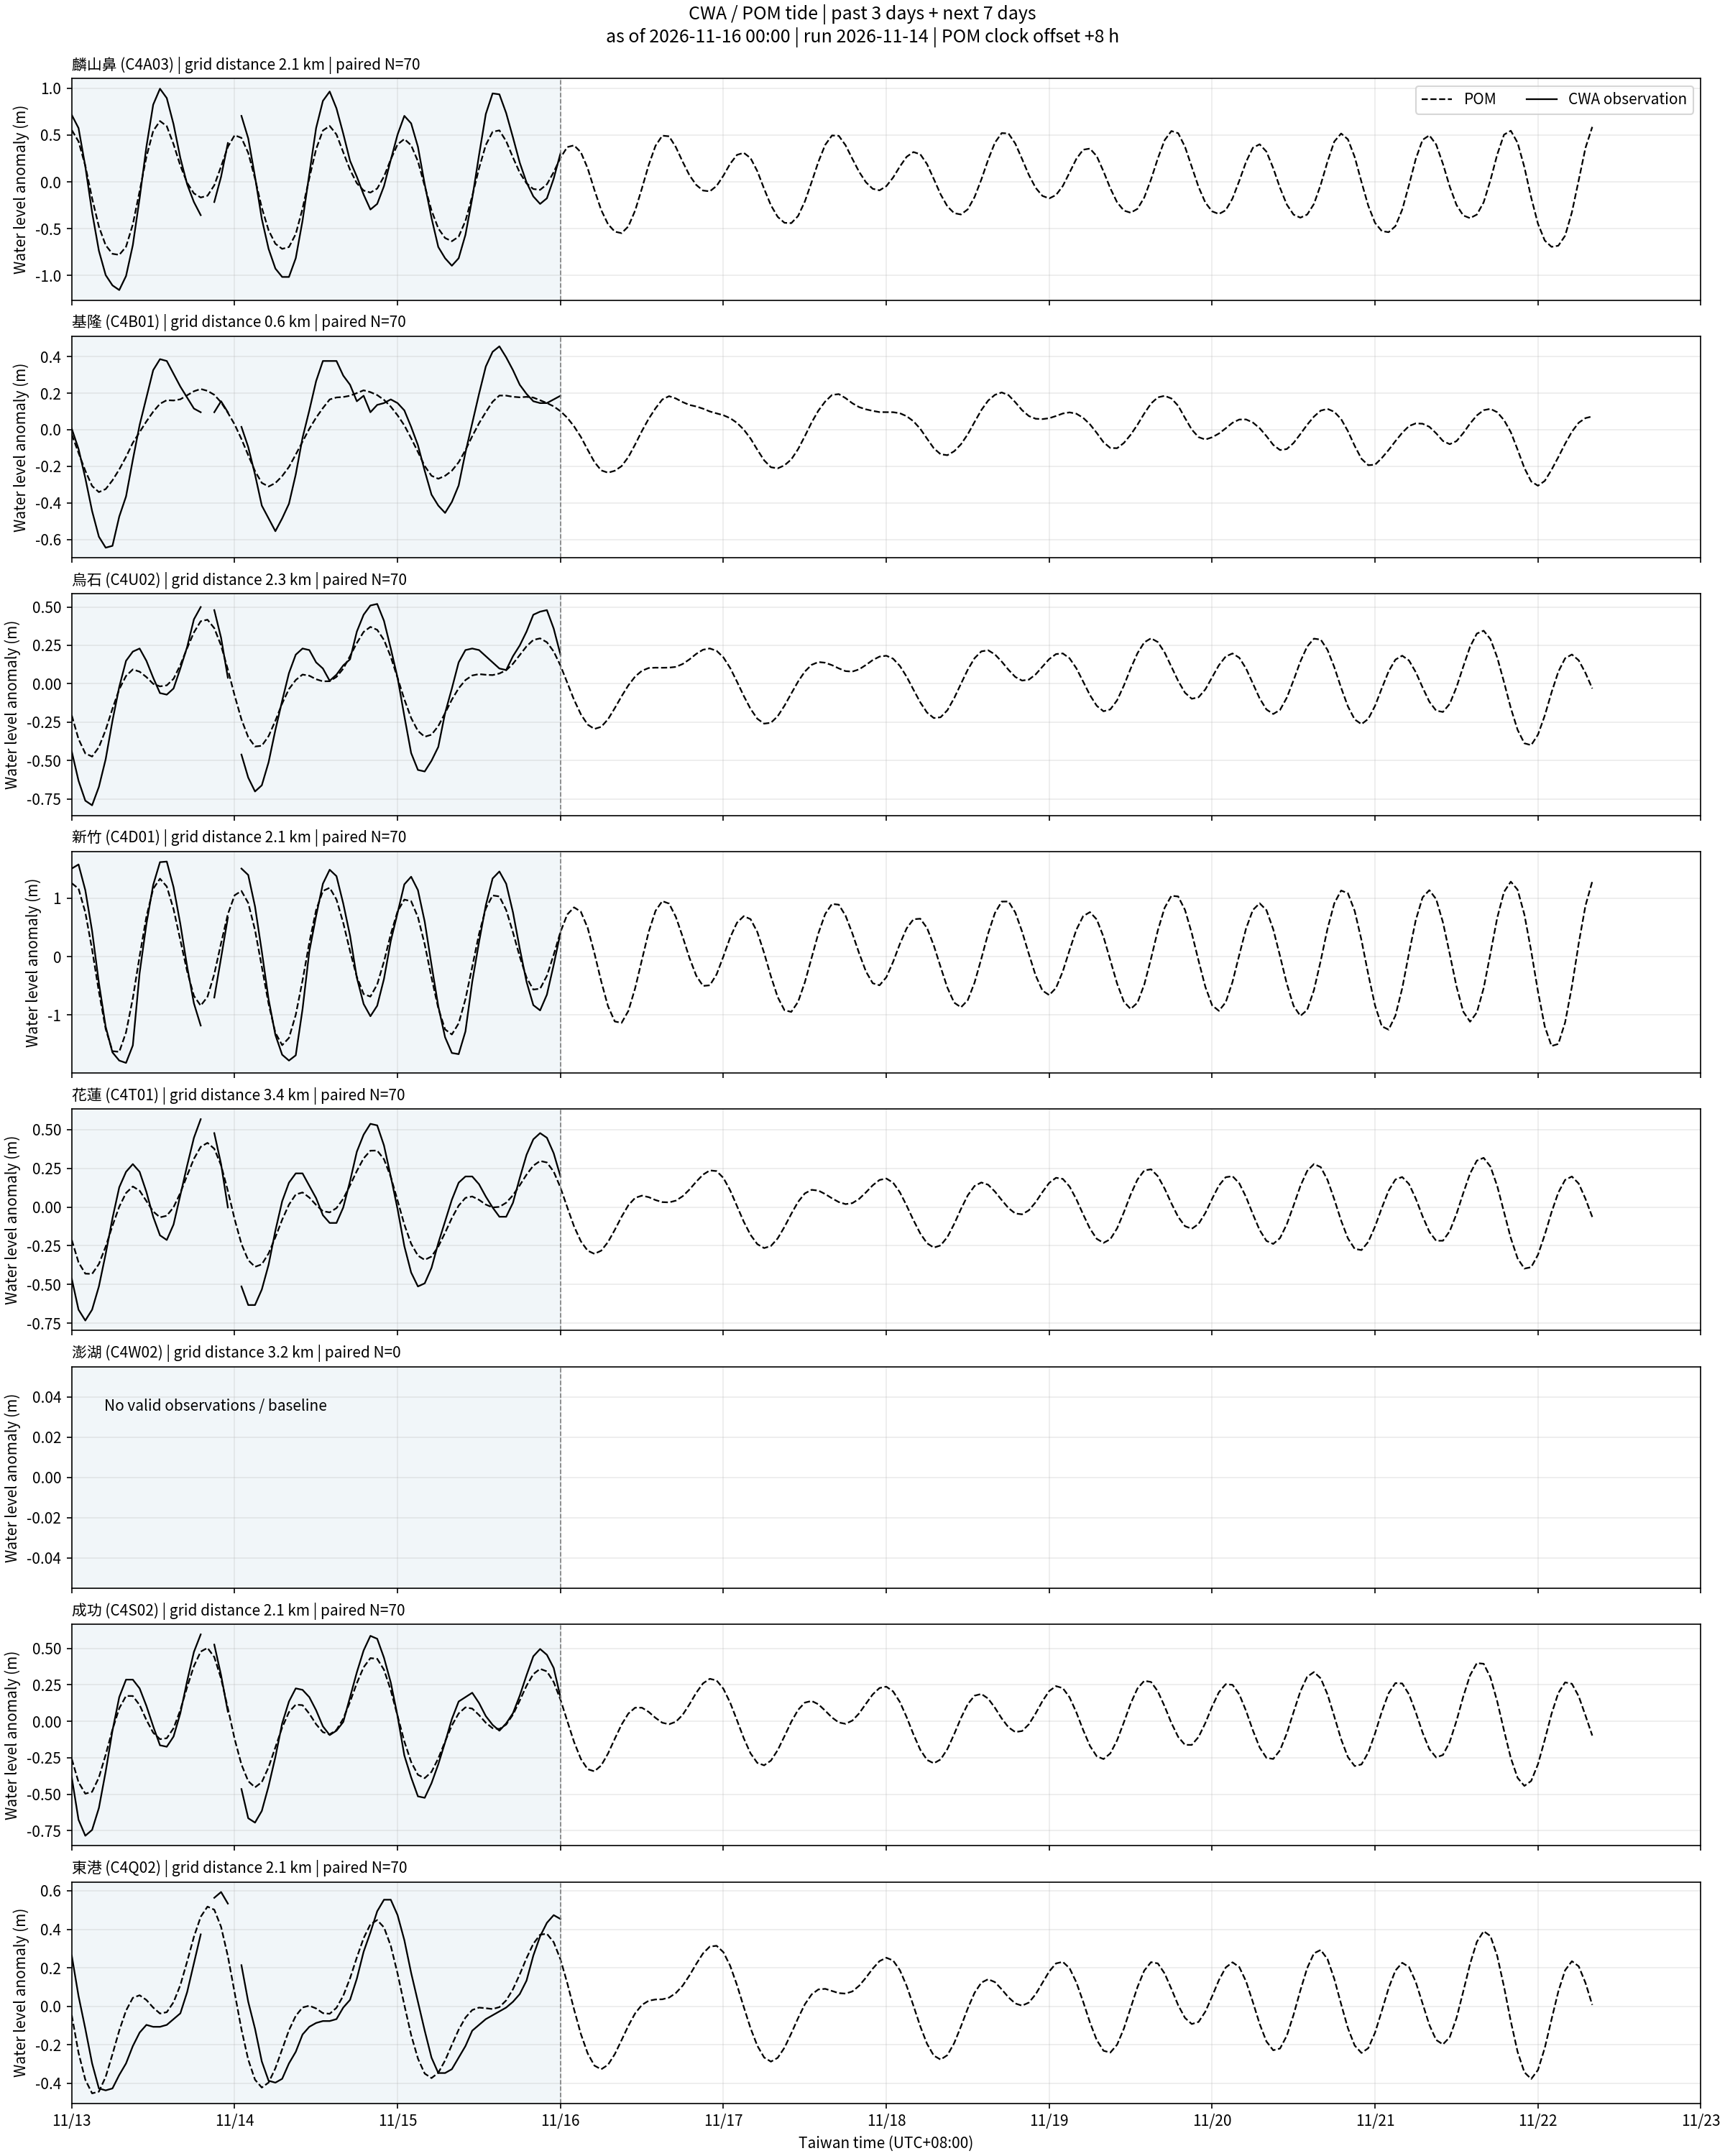 CWA / POM tide | past 3 days + next 7 days
as of 2026-11-16 00:00 | run 2026-11-14 | POM clock offset +8 h
麟山鼻 (C4A03) | grid distance 2.1 km | paired N=70
Water level anomaly (m)
1.0
0.5
0.0
-0.5
-1.0
POM
CWA observation
基隆 (C4B01) | grid distance 0.6 km | paired N=70
Water level anomaly (m)
0.4
0.2
0.0
-0.2
-0.4
-0.6
烏石 (C4U02) | grid distance 2.3 km | paired N=70
Water level anomaly (m)
0.50
0.25
0.00
-0.25
-0.50
-0.75
新竹 (C4D01) | grid distance 2.1 km | paired N=70
Water level anomaly (m)
1
0
-1
花蓮 (C4T01) | grid distance 3.4 km | paired N=70
Water level anomaly (m)
0.50
0.25
0.00
-0.25
-0.50
-0.75
澎湖 (C4W02) | grid distance 3.2 km | paired N=0
Water level anomaly (m)
0.04
0.02
0.00
-0.02
-0.04
No valid observations / baseline
成功 (C4S02) | grid distance 2.1 km | paired N=70
Water level anomaly (m)
0.50
0.25
0.00
-0.25
-0.50
-0.75
東港 (C4Q02) | grid distance 2.1 km | paired N=70
Water level anomaly (m)
0.6
0.4
0.2
0.0
-0.2
-0.4
11/13 11/14 11/15 11/16 11/17 11/18 11/19 11/20 11/21 11/22 11/23
Taiwan time (UTC+08:00)